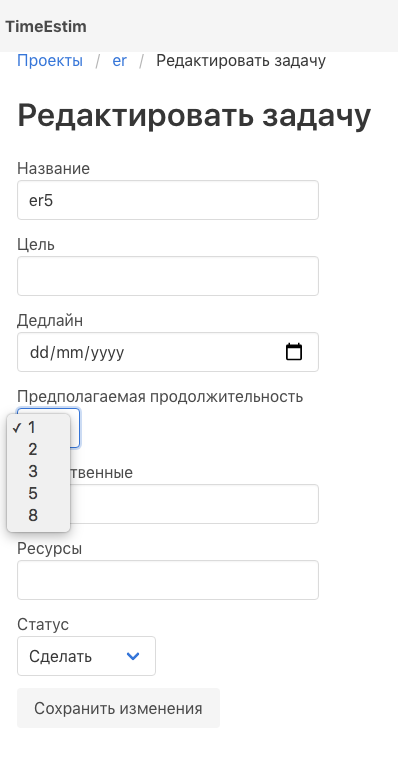 TimeEstim
Проекты / er / Редактировать задачу
Редактировать задачу
Название
er5
Цель
Дедлайн
dd/mm/yyyy
Предполагаемая продолжительность
✓ 1
2
3
5
8
твенные
Ресурсы
Статус
Сделать
Сохранить изменения